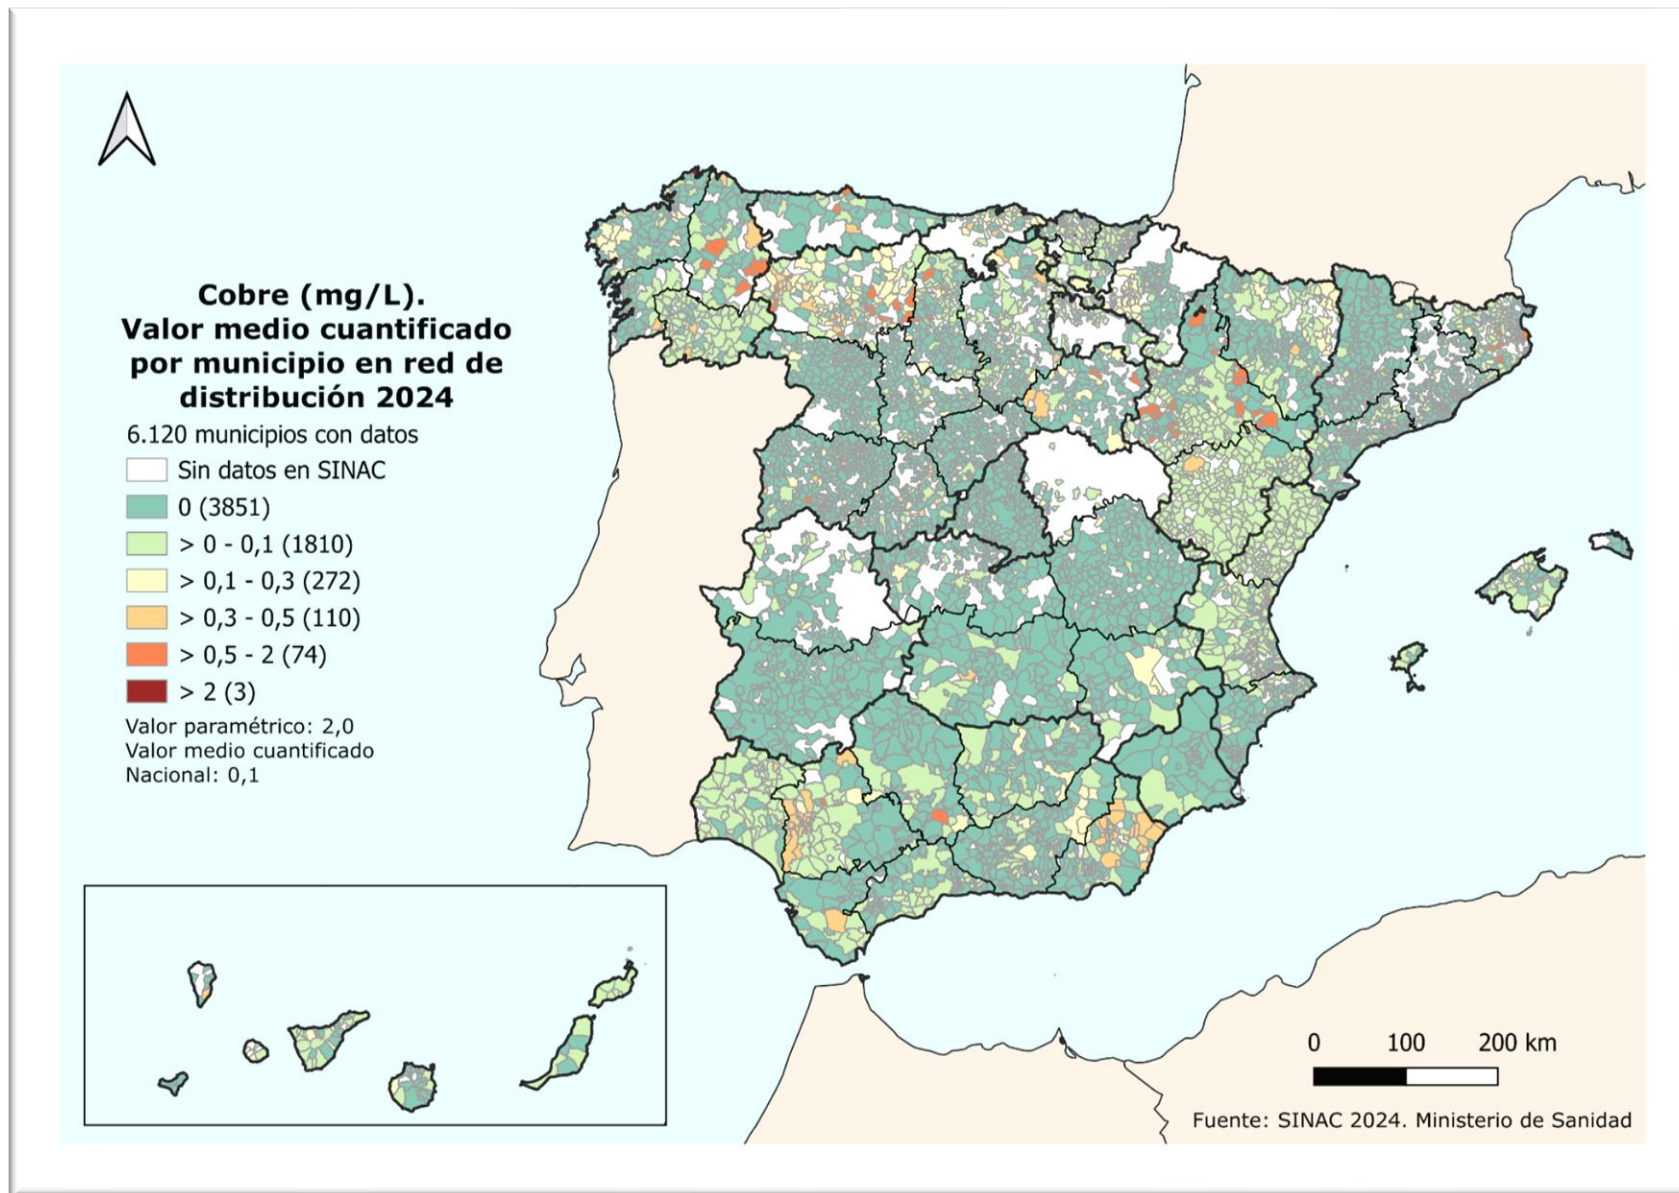 Cobre (mg/L).
Valor medio cuantificado
por municipio en red de
distribución 2024
6.120 municipios con datos
Sin datos en SINAC
0 (3851)
> 0 - 0,1 (1810)
> 0,1 - 0,3 (272)
> 0,3 - 0,5 (110)
> 0,5 - 2 (74)
> 2 (3)
Valor paramétrico: 2,0
Valor medio cuantificado
Nacional: 0,1
0 100 200 km
Fuente: SINAC 2024. Ministerio de Sanidad